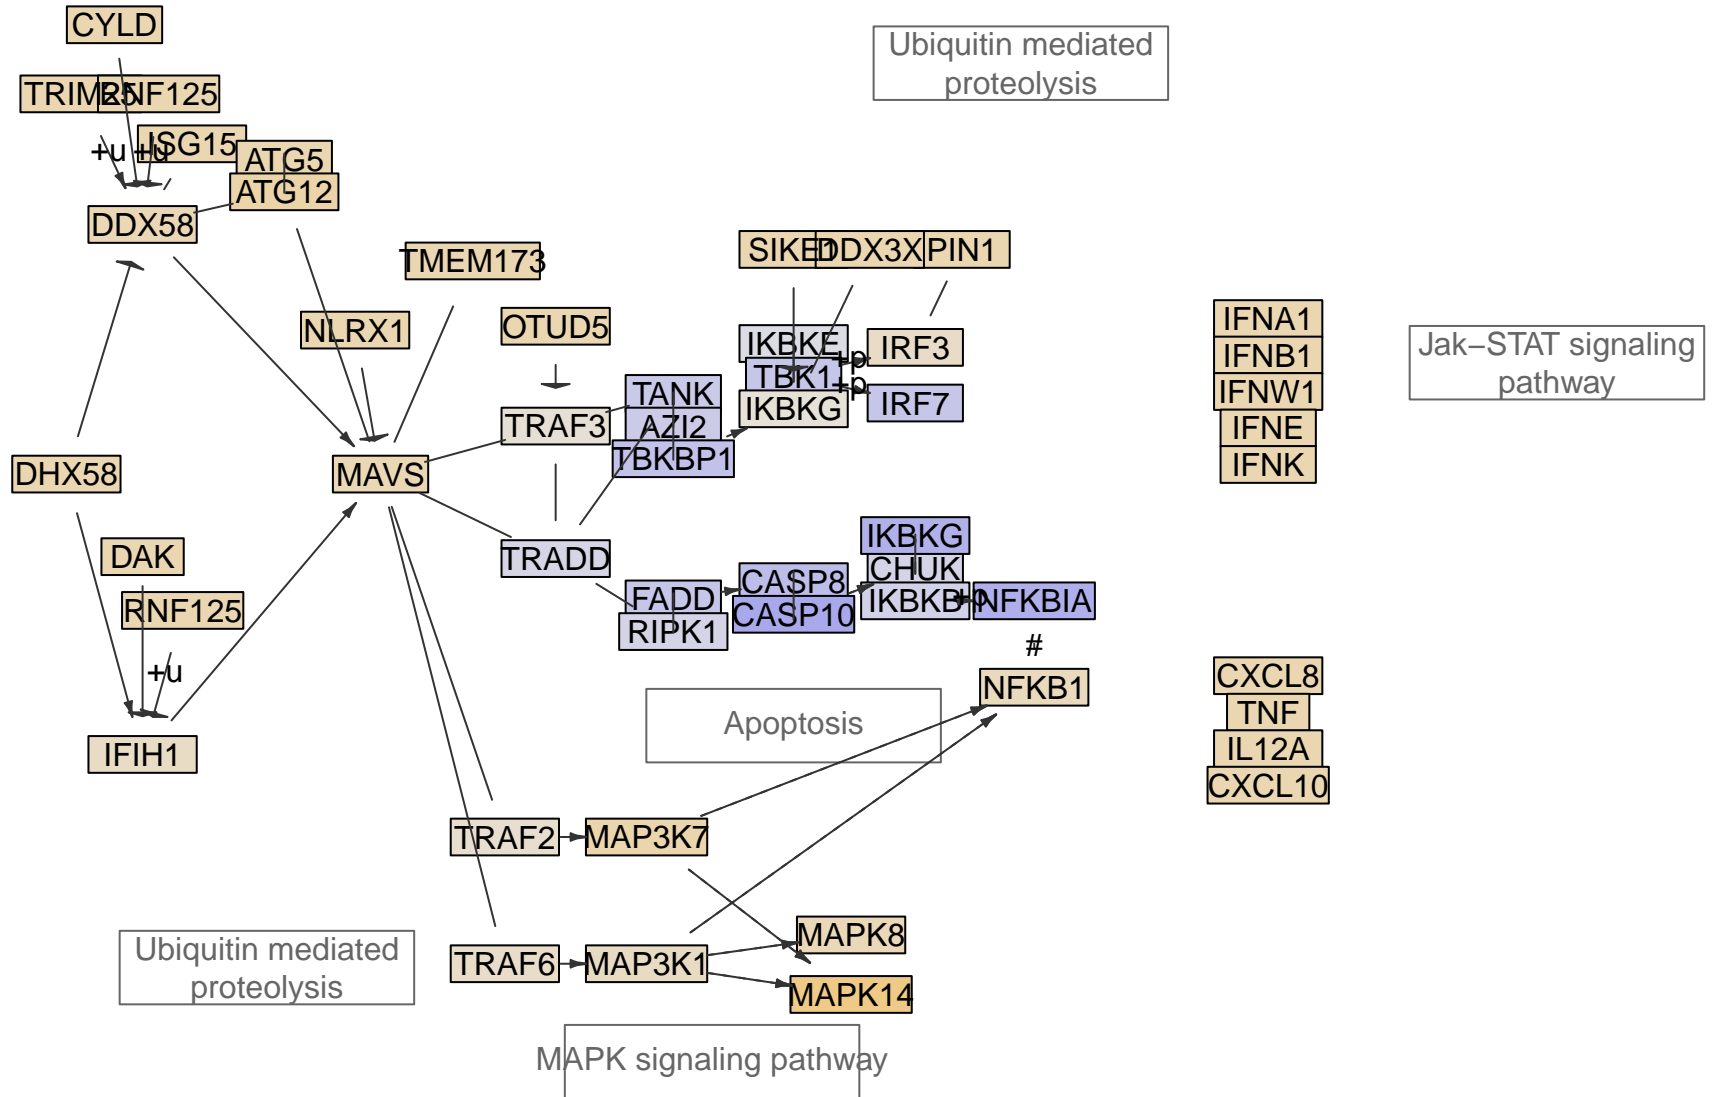 CYLD
Ubiquitin mediated
proteolysis
TRIM25
RNF125
ISG15
+u
+u
ATG5
ATG12
DDX58
TMEM173
SIKE1
DDX3X
PIN1
NLRX1
OTUD5
IKBKE
TBK1
IKBKG
+p
+p
IRF3
IRF7
IFNA1
IFNB1
IFNW1
IFNE
IFNK
Jak−STAT signaling
pathway
TRAF3
TANK
AZI2
TBKBP1
DHX58
MAVS
DAK
RNF125
+u
TRADD
FADD
RIPK1
CASP8
CASP10
IKBKG
CHUK
IKBKB
+p
NFKBIA
#
NFKB1
CXCL8
TNF
IL12A
CXCL10
Apoptosis
IFIH1
TRAF2
MAP3K7
MAPK8
TRAF6
MAP3K1
MAPK14
Ubiquitin mediated
proteolysis
MAPK signaling pathway